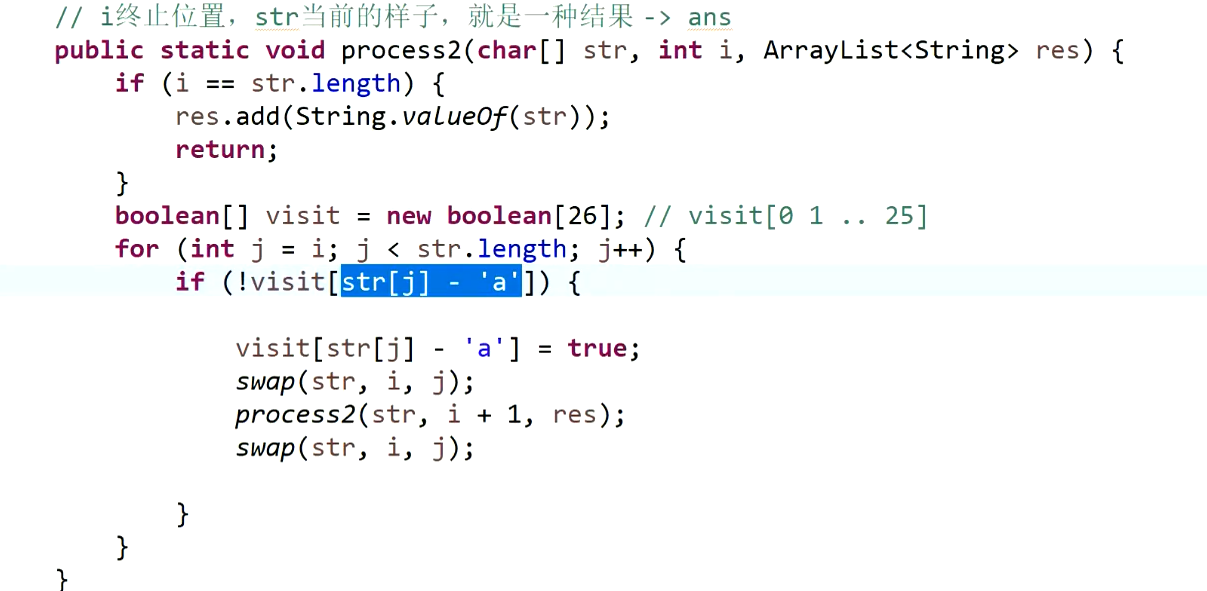 // i终止位置，str当前的样子，就是一种结果 -> ans
public static void process2(char[] str, int i, ArrayList<String> res) {
if (i == str.length) {
res.add(String.valueOf(str));
return;
}
boolean[] visit = new boolean[26]; // visit[0 1 .. 25]
for (int j = i; j < str.length; j++) {
if (!visit[str[j] - 'a']) {
visit[str[j] - 'a'] = true;
swap(str, i, j);
process2(str, i + 1, res);
swap(str, i, j);
}
}
}